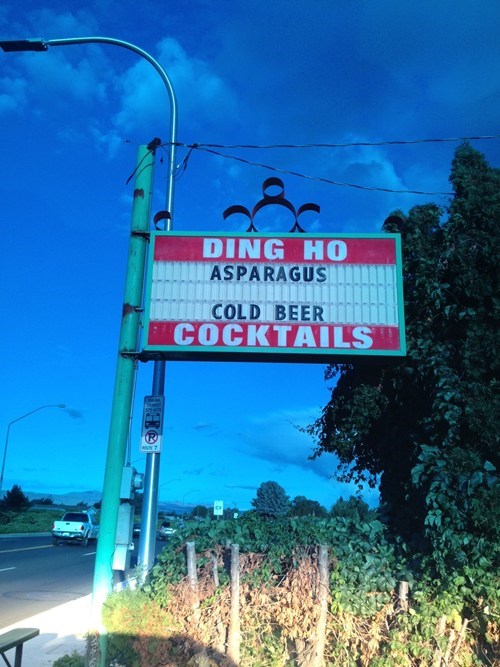 DING HO
ASPARAGUS
COLD BEER
COCKTAILS